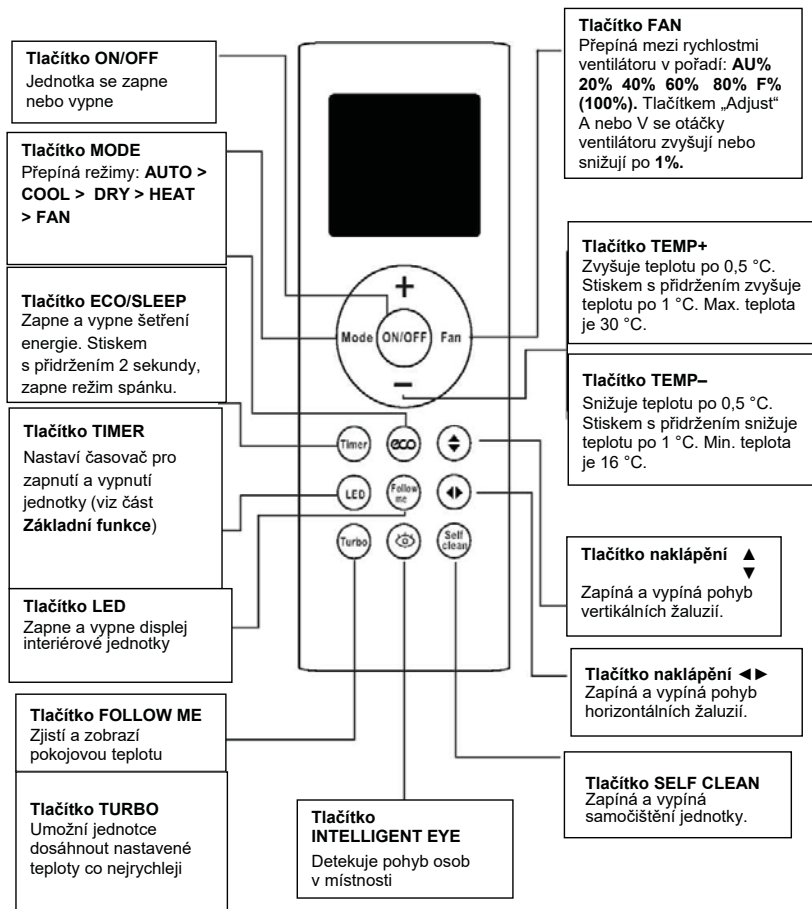 Tlačítko ON/OFF
Jednotka se zapne
nebo vypne
Tlačítko MODE
Přepíná režimy: AUTO >
COOL > DRY > HEAT
> FAN
Tlačítko ECO/SLEEP
Zapne a vypne šetření
energie. Stiskem
s přidržením 2 sekundy,
zapne režim spánku.
Tlačítko TIMER
Nastaví časovač pro
zapnutí a vypnutí
jednotky (viz část
Základní funkce)
Tlačítko LED
Zapne a vypne displej
interiérové jednotky
Tlačítko FOLLOW ME
Zjistí a zobrazí
pokojovou teplotu
Tlačítko TURBO
Umožní jednotce
dosáhnout nastavené
teploty co nejrychleji
+
Mode ON/OFF Fan
−
Timer eco
LED Follow me
Turbo Self clean
Tlačítko
INTELLIGENT EYE
Detekuje pohyb osob
v místnosti
Tlačítko FAN
Přepíná mezi rychlostmi
ventilátoru v pořadí: AU%
20% 40% 60% 80% F%
(100%). Tlačítkem „Adjust“
A nebo V se otáčky
ventilátoru zvyšují nebo
snižují po 1%.
Tlačítko TEMP+
Zvyšuje teplotu po 0,5 °C.
Stiskem s přidržením zvyšuje
teplotu po 1 °C. Max. teplota
je 30 °C.
Tlačítko TEMP–
Snižuje teplotu po 0,5 °C.
Stiskem s přidržením snižuje
teplotu po 1 °C. Min. teplota
je 16 °C.
Tlačítko naklápění ▲
▼
Zapíná a vypíná pohyb
vertikálních žaluzií.
Tlačítko naklápění ◄►
Zapíná a vypíná pohyb
horizontálních žaluzií.
Tlačítko SELF CLEAN
Zapíná a vypíná
samočištění jednotky.